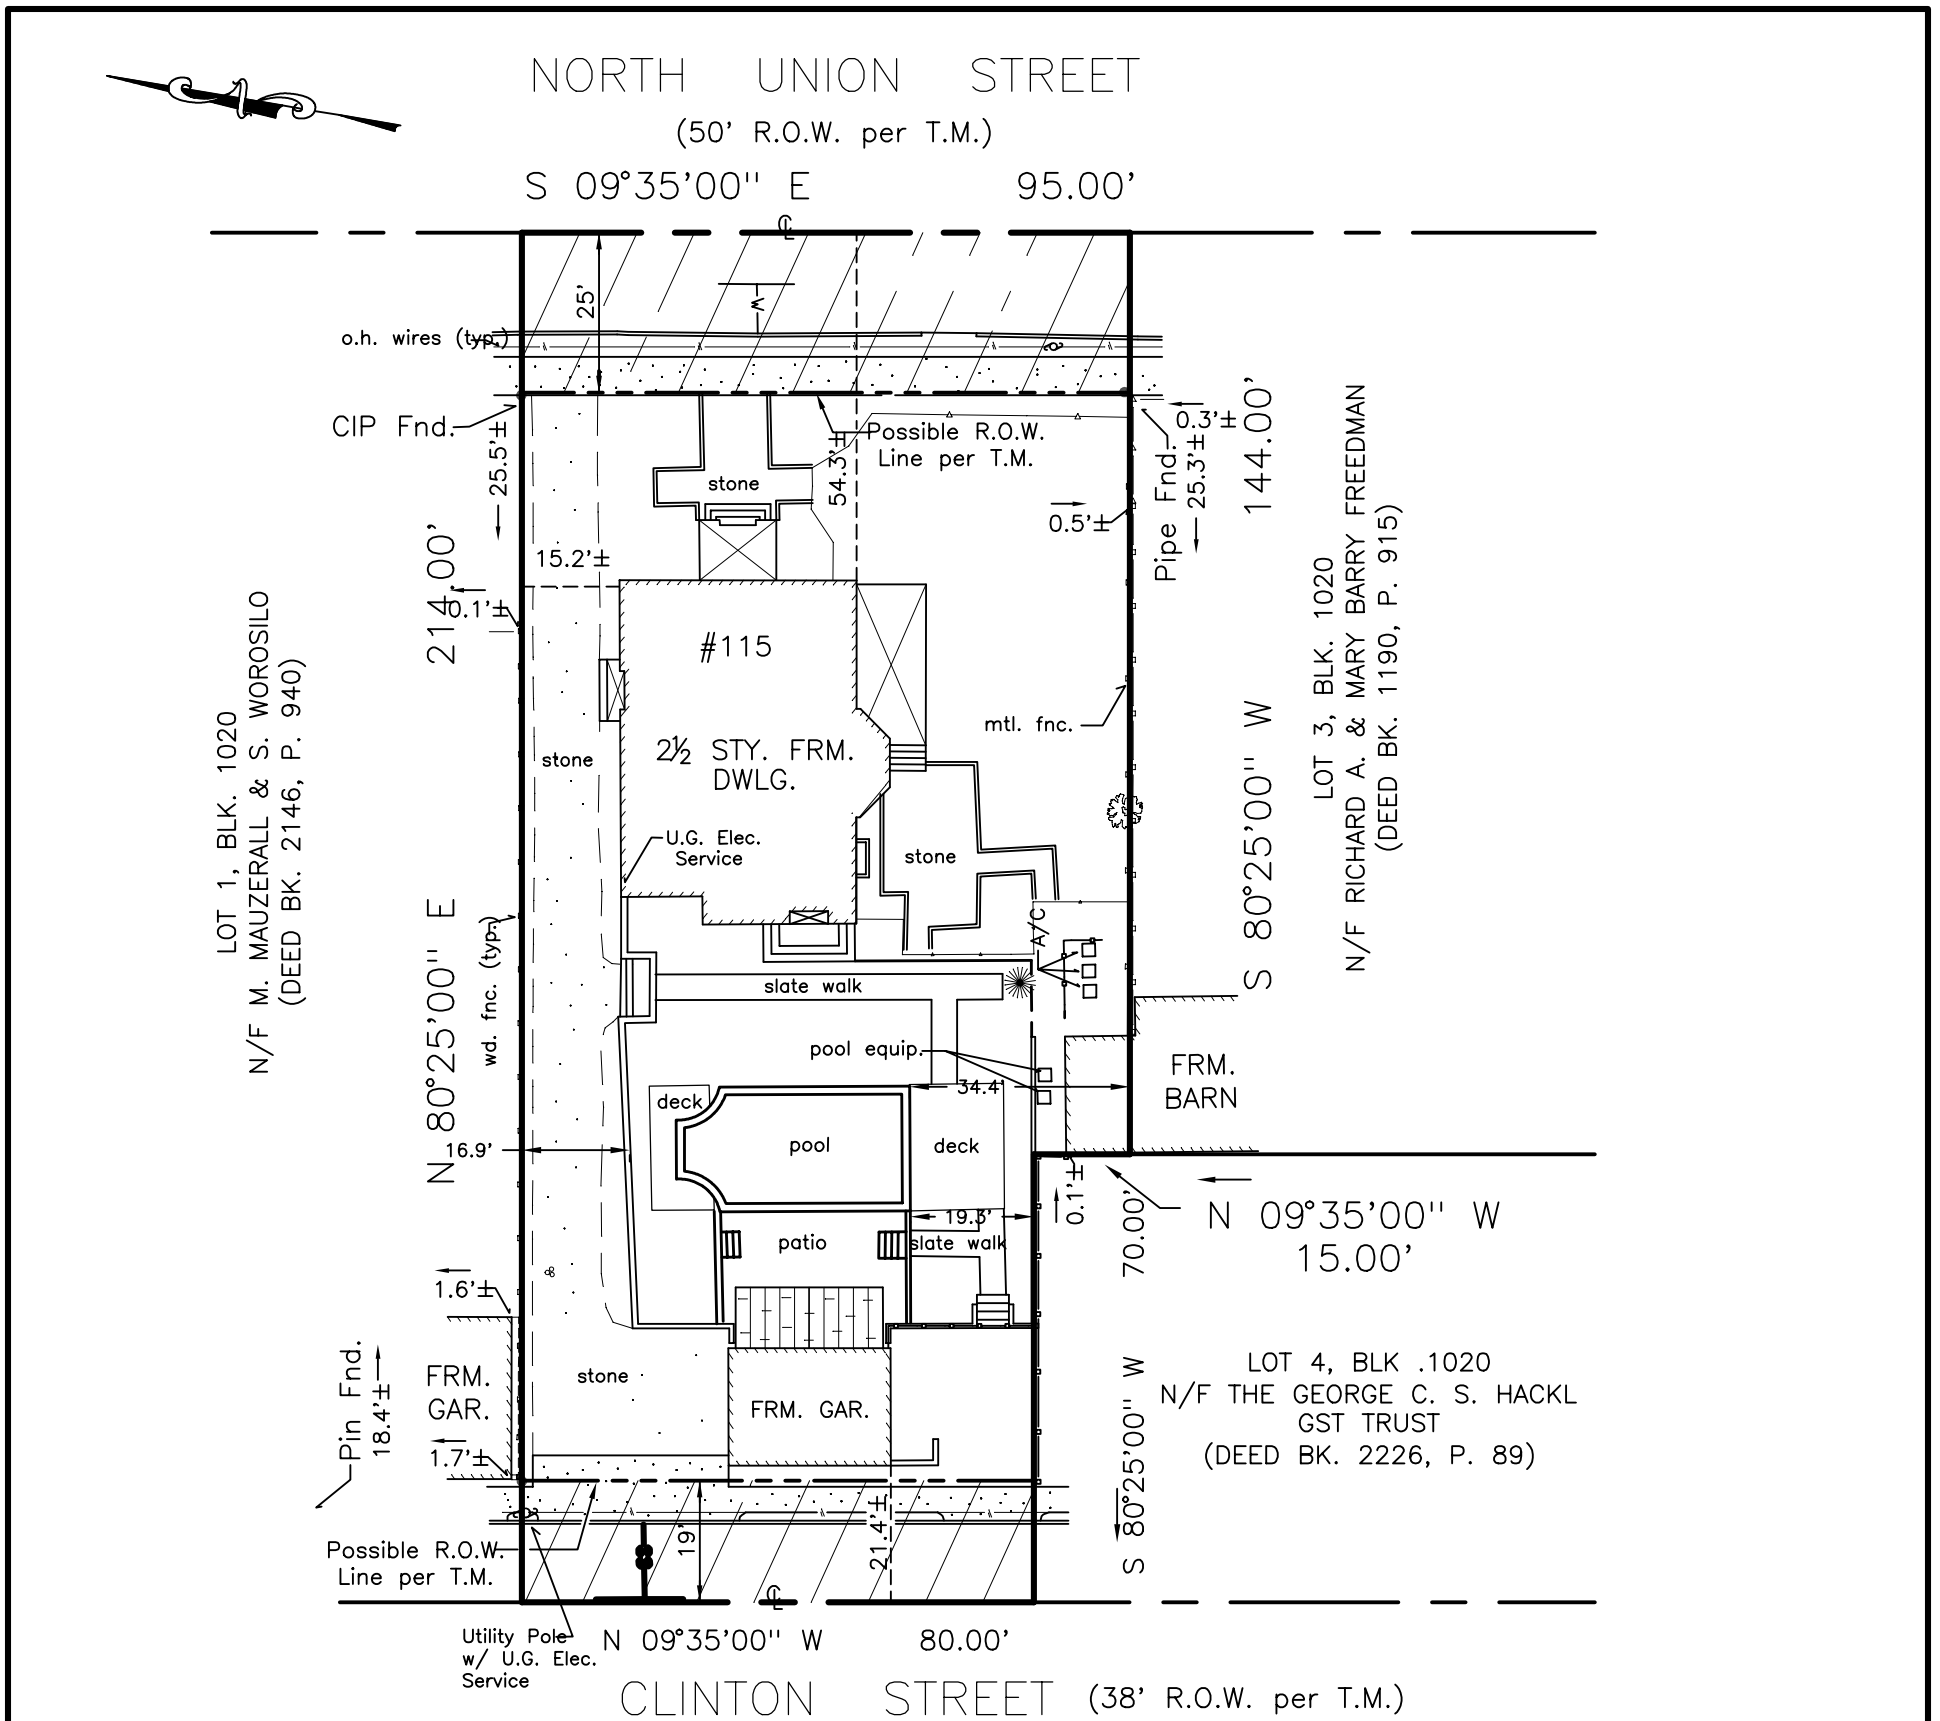 NORTH UNION STREET
(50' R.O.W. per T.M.)
S 09°35'00" E 95.00'
℄
25'
W
o.h. wires (typ.)
CIP Fnd.
25.5'±
Possible R.O.W.
Line per T.M.
54.3'±
0.3'±
Pipe Fnd.
25.3'±
144.00'
S 80°25'00" W
stone
0.5'±
15.2'±
0.1'±
214.00'
N 80°25'00" E
#115
2½ STY. FRM.
DWLG.
LOT 1, BLK. 1020
N/F M. MAUZERALL & S. WOROSILO
(DEED BK. 2146, P. 940)
LOT 3, BLK. 1020
N/F RICHARD A. & MARY BARRY FREEDMAN
(DEED BK. 1190, P. 915)
mtl. fnc.
stone
U.G. Elec.
Service
stone
wd. fnc. (typ.)
A/C
slate walk
pool equip.
34.4'
FRM.
BARN
deck
pool
deck
16.9'
0.1'±
70.00'
S 80°25'00" W
N 09°35'00" W
15.00'
19.3'
patio
slate walk
1.6'±
Pin Fnd.
18.4'±
FRM.
GAR.
1.7'±
stone
FRM. GAR.
LOT 4, BLK .1020
N/F THE GEORGE C. S. HACKL
GST TRUST
(DEED BK. 2226, P. 89)
19'
21.4'±
Possible R.O.W.
Line per T.M.
℄
Utility Pole
w/ U.G. Elec.
Service
N 09°35'00" W 80.00'
CLINTON STREET (38' R.O.W. per T.M.)